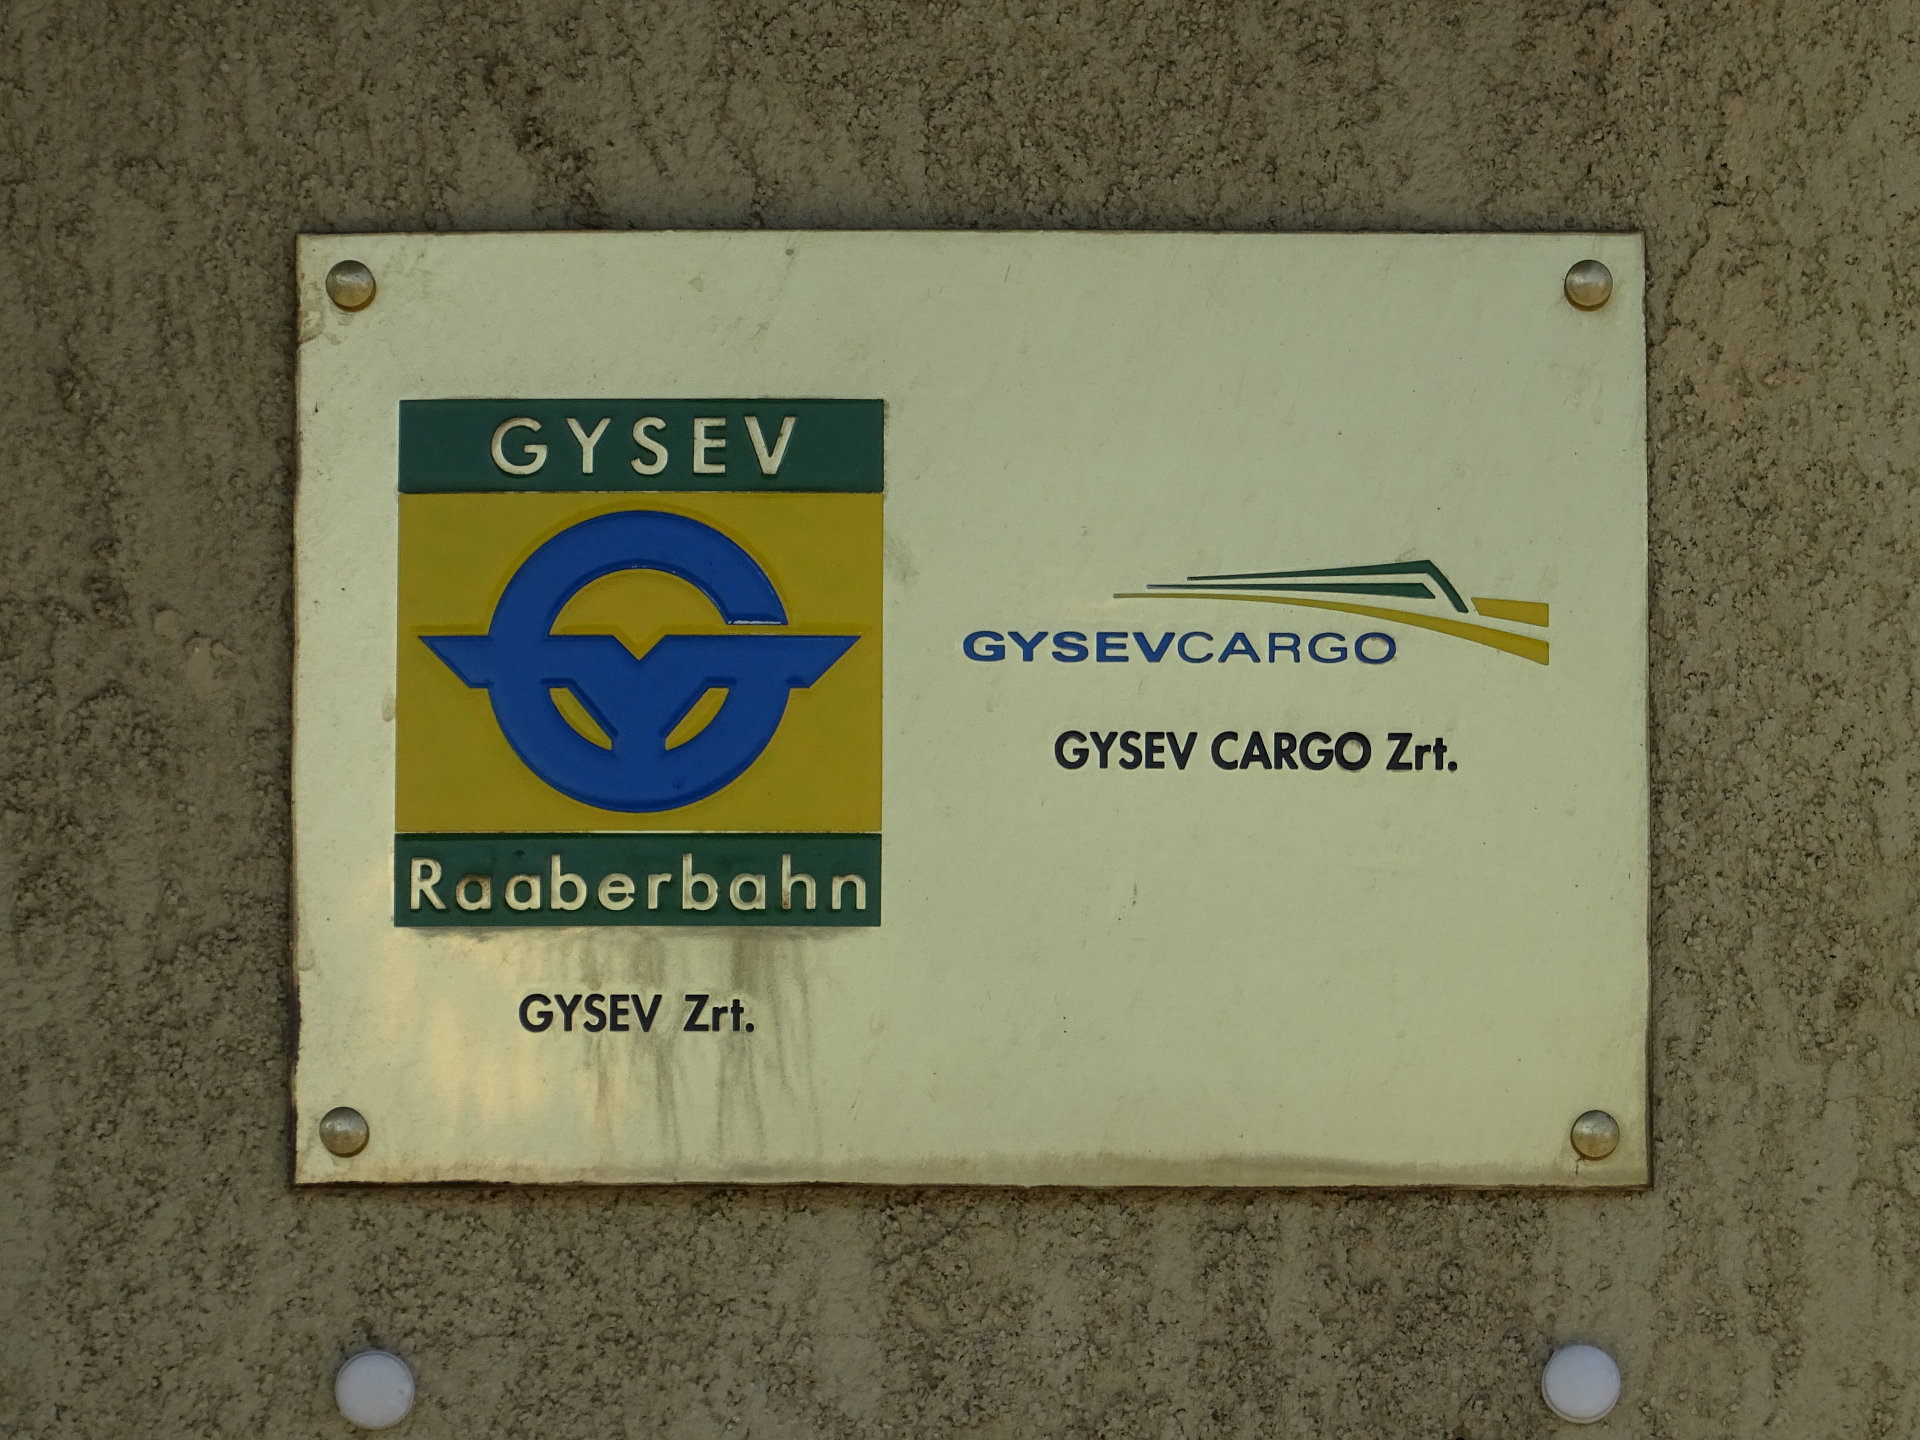 GYSEV
Raaberbahn
GYSEV Zrt.
GYSEVCARGO
GYSEV CARGO Zrt.